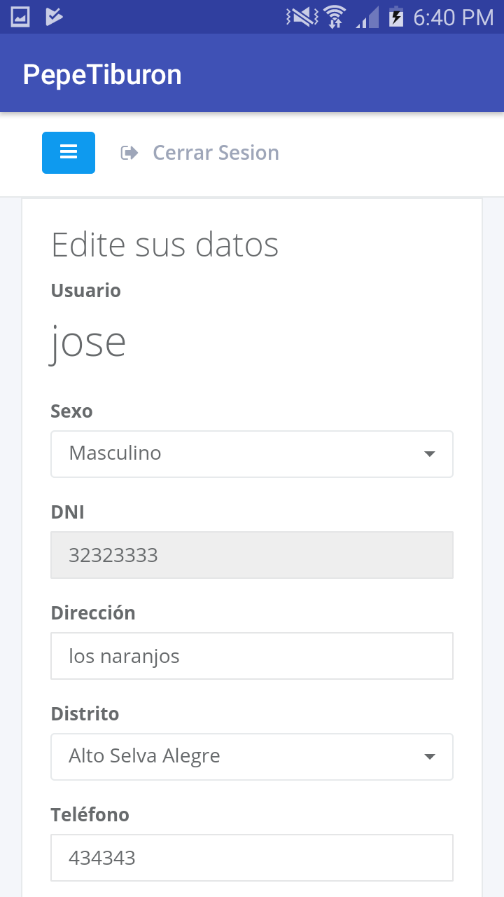 6:40 PM
PepeTiburon
Cerrar Sesion
Edite sus datos
Usuario
jose
Sexo
Masculino
DNI
32323333
Dirección
los naranjos
Distrito
Alto Selva Alegre
Teléfono
434343